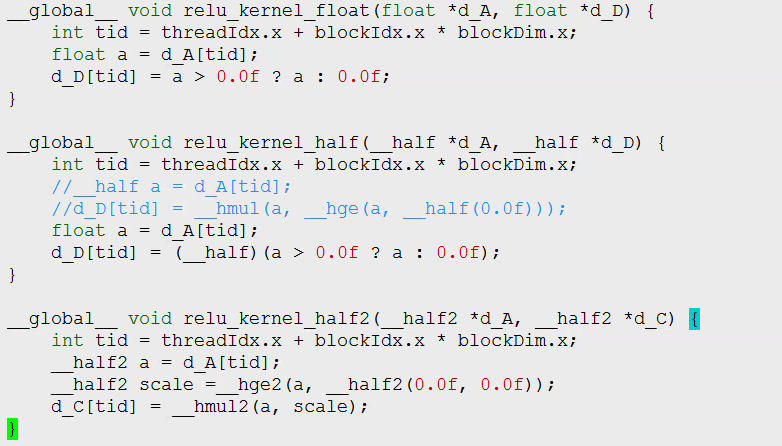 __global__ void relu_kernel_float(float *d_A, float *d_D) {
    int tid = threadIdx.x + blockIdx.x * blockDim.x;
    float a = d_A[tid];
    d_D[tid] = a > 0.0f ? a : 0.0f;
}

__global__ void relu_kernel_half(__half *d_A, __half *d_D) {
    int tid = threadIdx.x + blockIdx.x * blockDim.x;
    //__half a = d_A[tid];
    //d_D[tid] = __hmul(a, __hge(a, __half(0.0f)));
    float a = d_A[tid];
    d_D[tid] = (__half)(a > 0.0f ? a : 0.0f);
}

__global__ void relu_kernel_half2(__half2 *d_A, __half2 *d_C) {
    int tid = threadIdx.x + blockIdx.x * blockDim.x;
    __half2 a = d_A[tid];
    __half2 scale =__hge2(a, __half2(0.0f, 0.0f));
    d_C[tid] = __hmul2(a, scale);
}